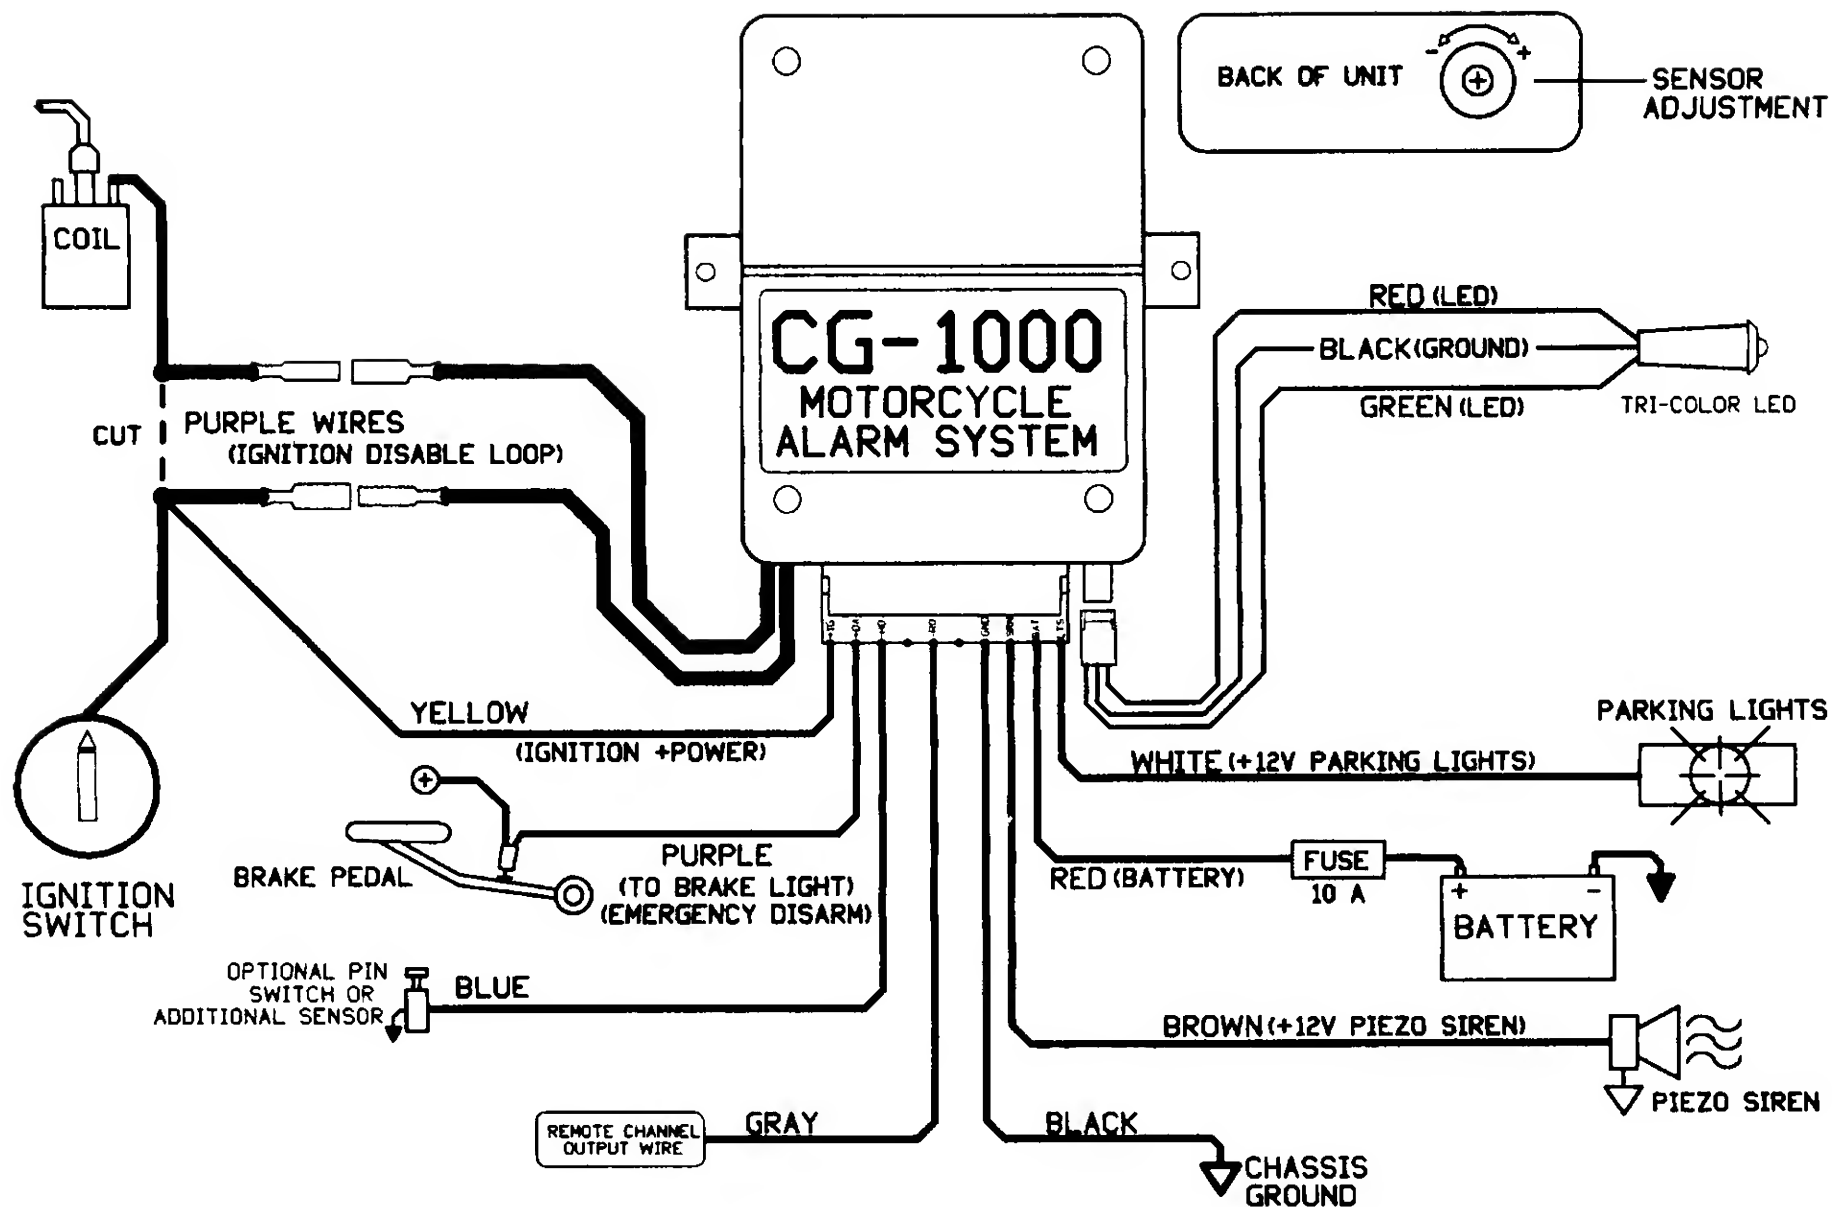 BACK OF UNIT
- +
SENSOR
ADJUSTMENT
COIL
CG-1000
MOTORCYCLE
ALARM SYSTEM
RED (LED)
BLACK (GROUND)
GREEN (LED)
TRI-COLOR LED
CUT
PURPLE WIRES
(IGNITION DISABLE LOOP)
+IG
GND
BAT
YELLOW
(IGNITION +POWER)
PARKING LIGHTS
WHITE (+12V PARKING LIGHTS)
+
BRAKE PEDAL
PURPLE
(TO BRAKE LIGHT)
(EMERGENCY DISARM)
IGNITION
SWITCH
RED (BATTERY)
FUSE
10 A
+ -
BATTERY
OPTIONAL PIN
SWITCH OR
ADDITIONAL SENSOR
BLUE
BROWN (+12V PIEZO SIREN)
PIEZO SIREN
REMOTE CHANNEL
OUTPUT WIRE
GRAY
BLACK
CHASSIS
GROUND